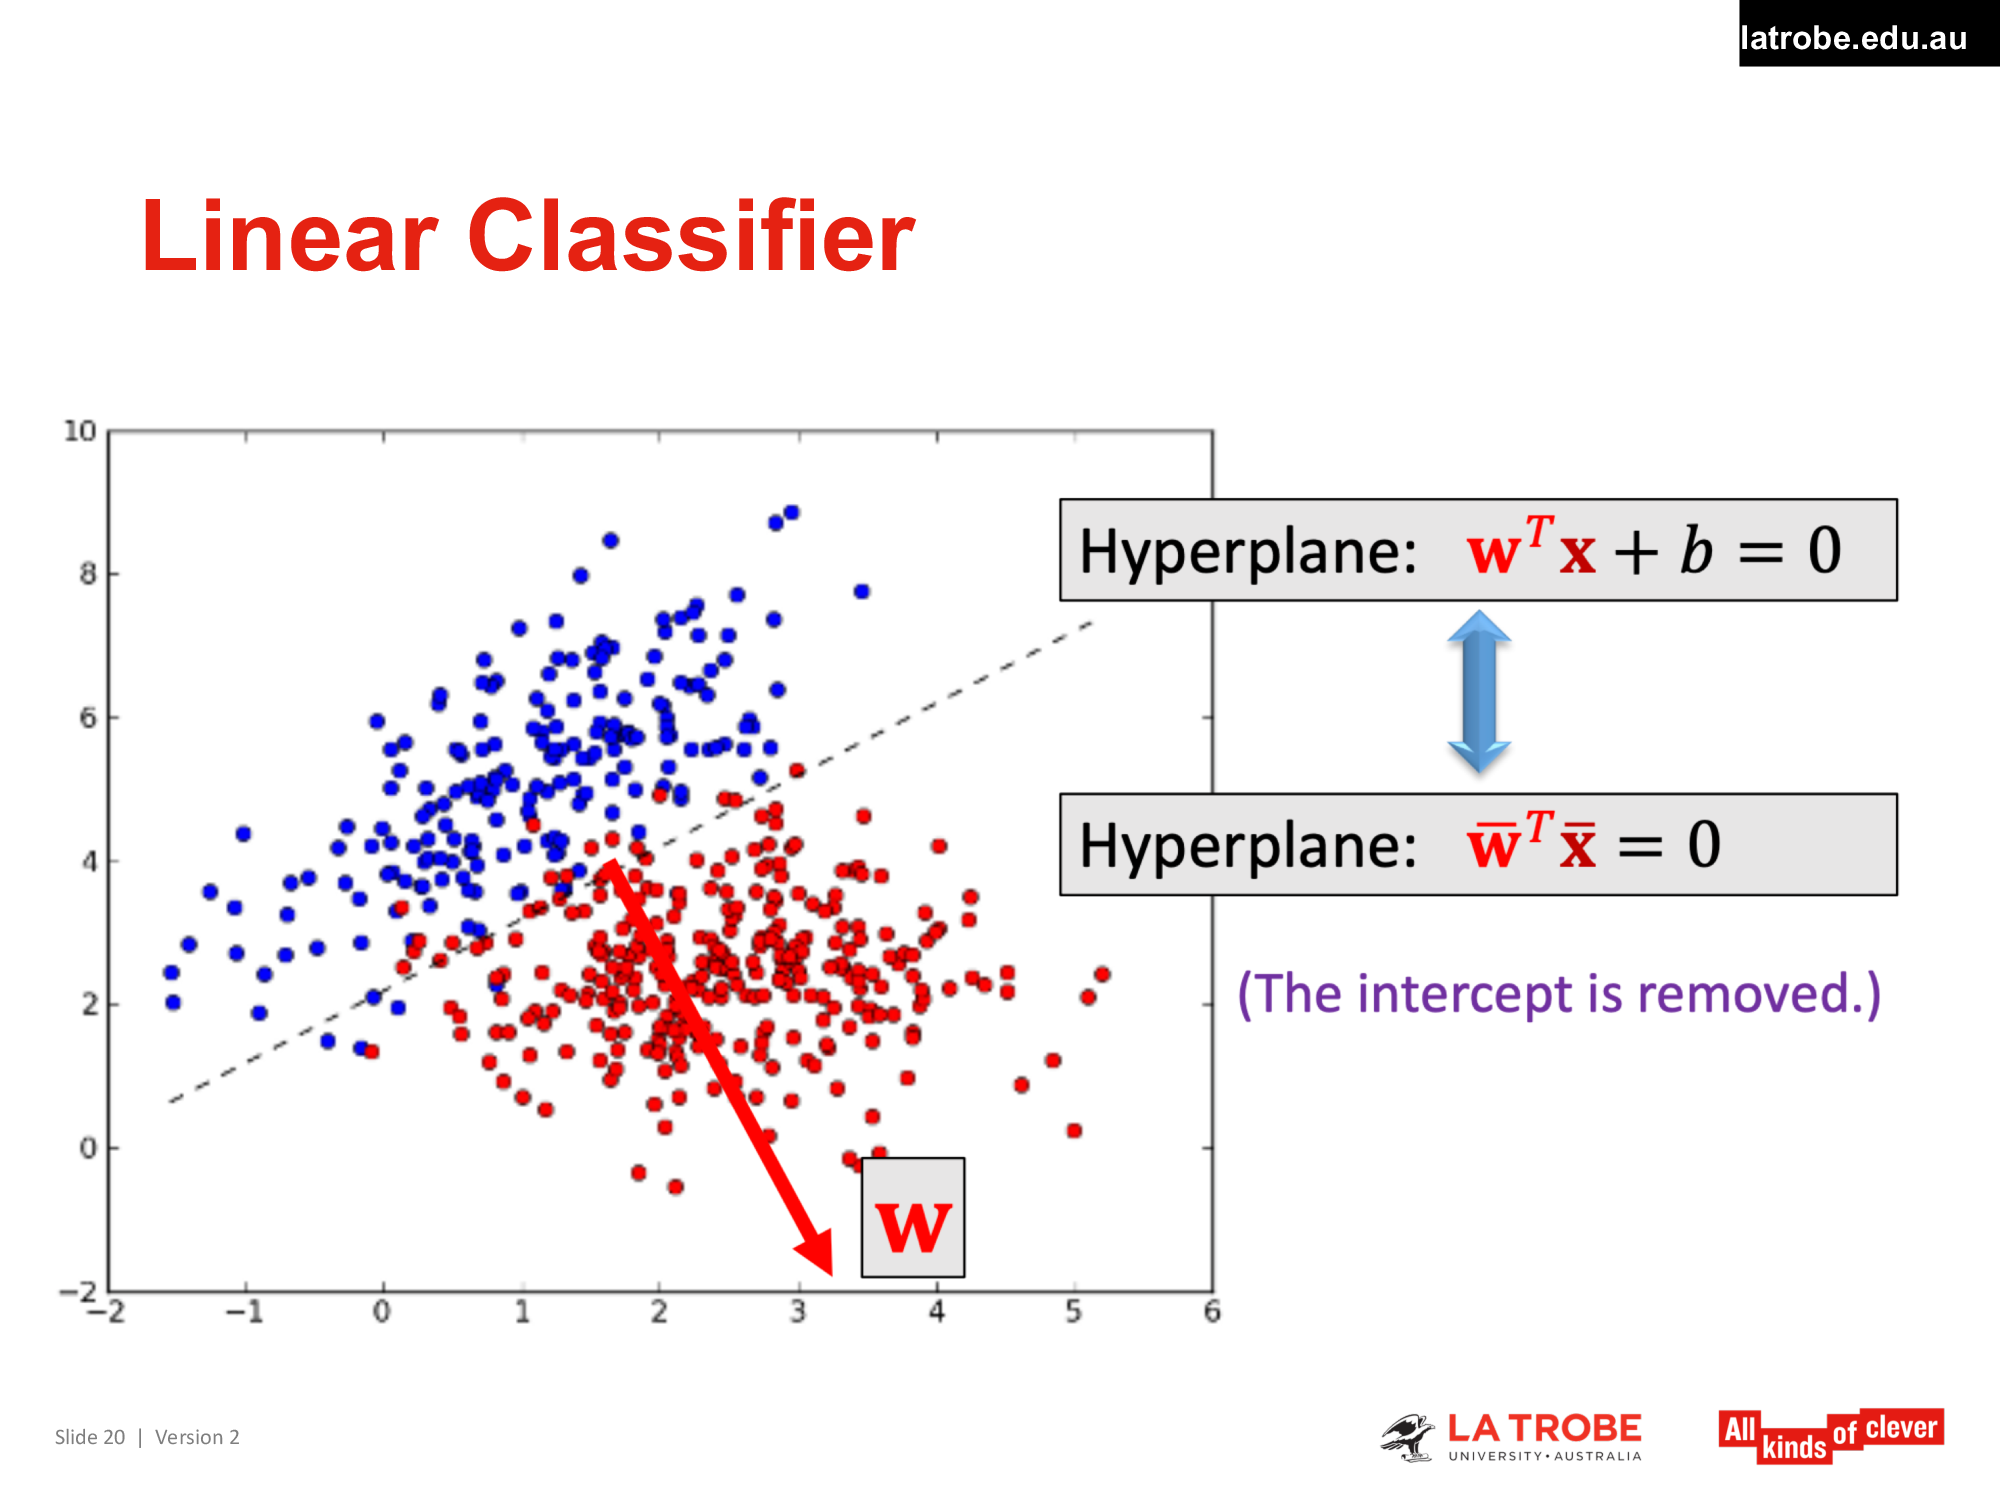 latrobe.edu.au
Linear Classifier
10
8
6
4
2
0
−2
−2 −1 0 1 2 3 4 5 6
Hyperplane: 𝐰ᵀ𝐱 + b = 0
Hyperplane: w̅ᵀx̅ = 0
(The intercept is removed.)
w
Slide 20 | Version 2
LA TROBE
UNIVERSITY • AUSTRALIA
All kinds of clever